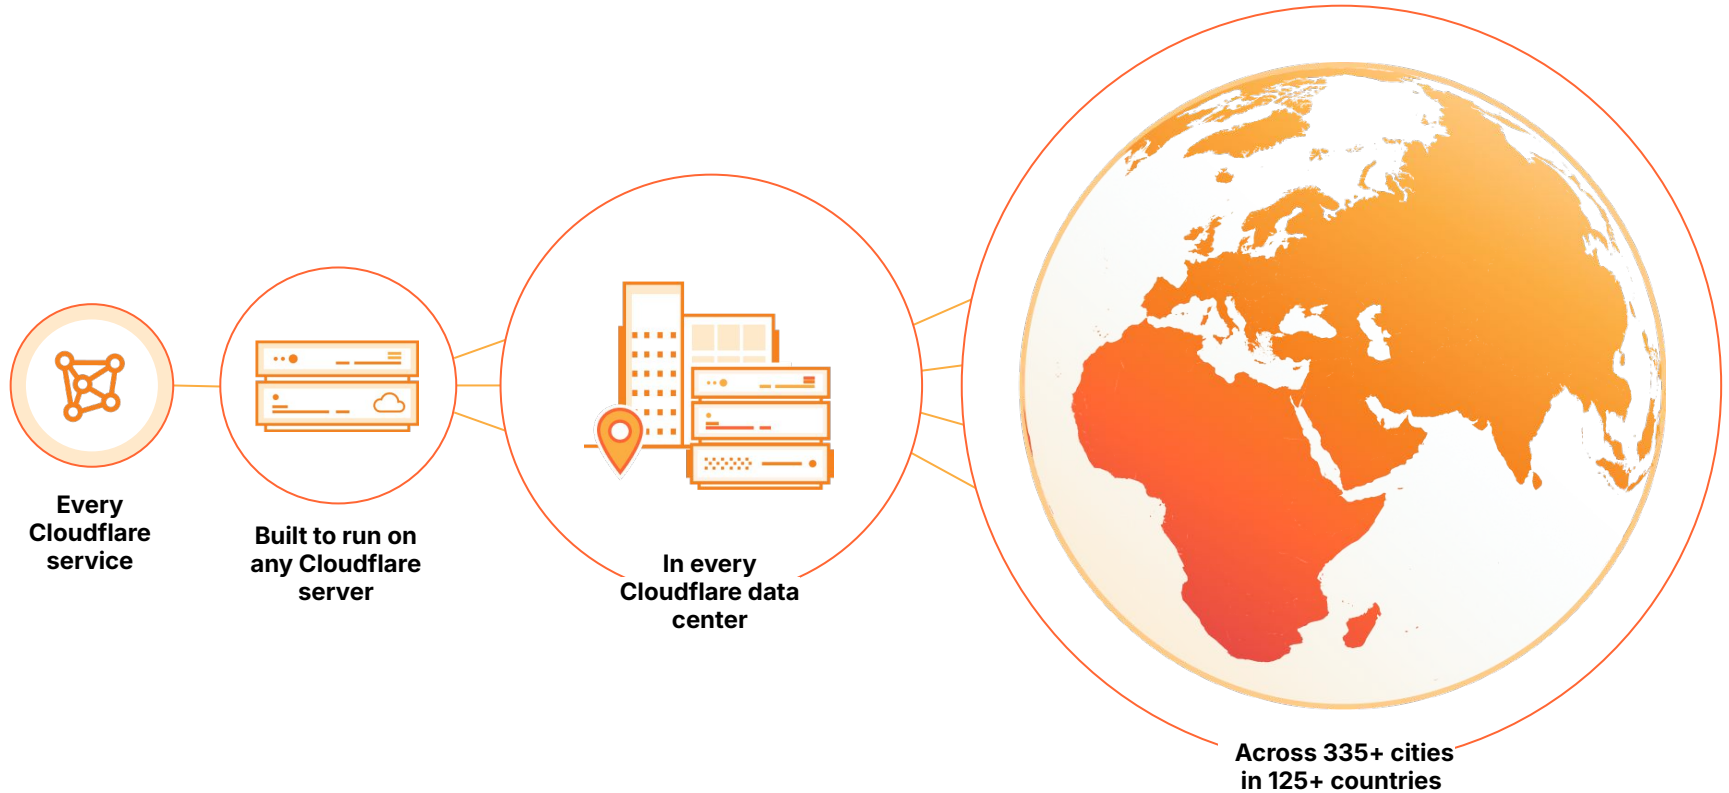 Every
Cloudflare
service
Built to run on
any Cloudflare
server
In every
Cloudflare data
center
Across 335+ cities
in 125+ countries